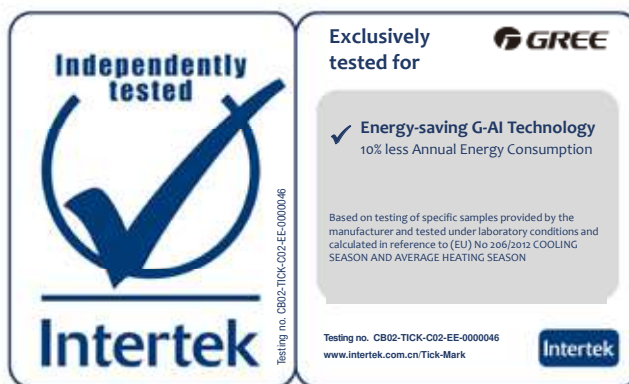 Independently
tested
Intertek
Testing no. CB02-TICK-C02-EE-0000046
Exclusively
tested for
GREE
Energy-saving G-AI Technology
10% less Annual Energy Consumption
Based on testing of specific samples provided by the
manufacturer and tested under laboratory conditions and
calculated in reference to (EU) No 206/2012 COOLING
SEASON AND AVERAGE HEATING SEASON
Testing no. CB02-TICK-C02-EE-0000046
www.intertek.com.cn/Tick-Mark
Intertek